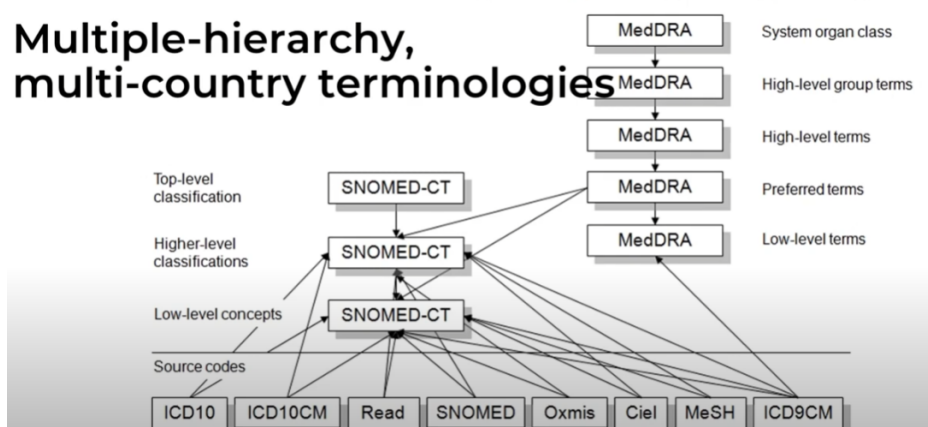 Multiple-hierarchy,
multi-country terminologies
MedDRA
System organ class
MedDRA
High-level group terms
MedDRA
High-level terms
Top-level
classification
SNOMED-CT
MedDRA
Preferred terms
Higher-level
classifications
SNOMED-CT
MedDRA
Low-level terms
Low-level concepts
SNOMED-CT
Source codes
ICD10
ICD10CM
Read
SNOMED
Oxmis
Ciel
MeSH
ICD9CM